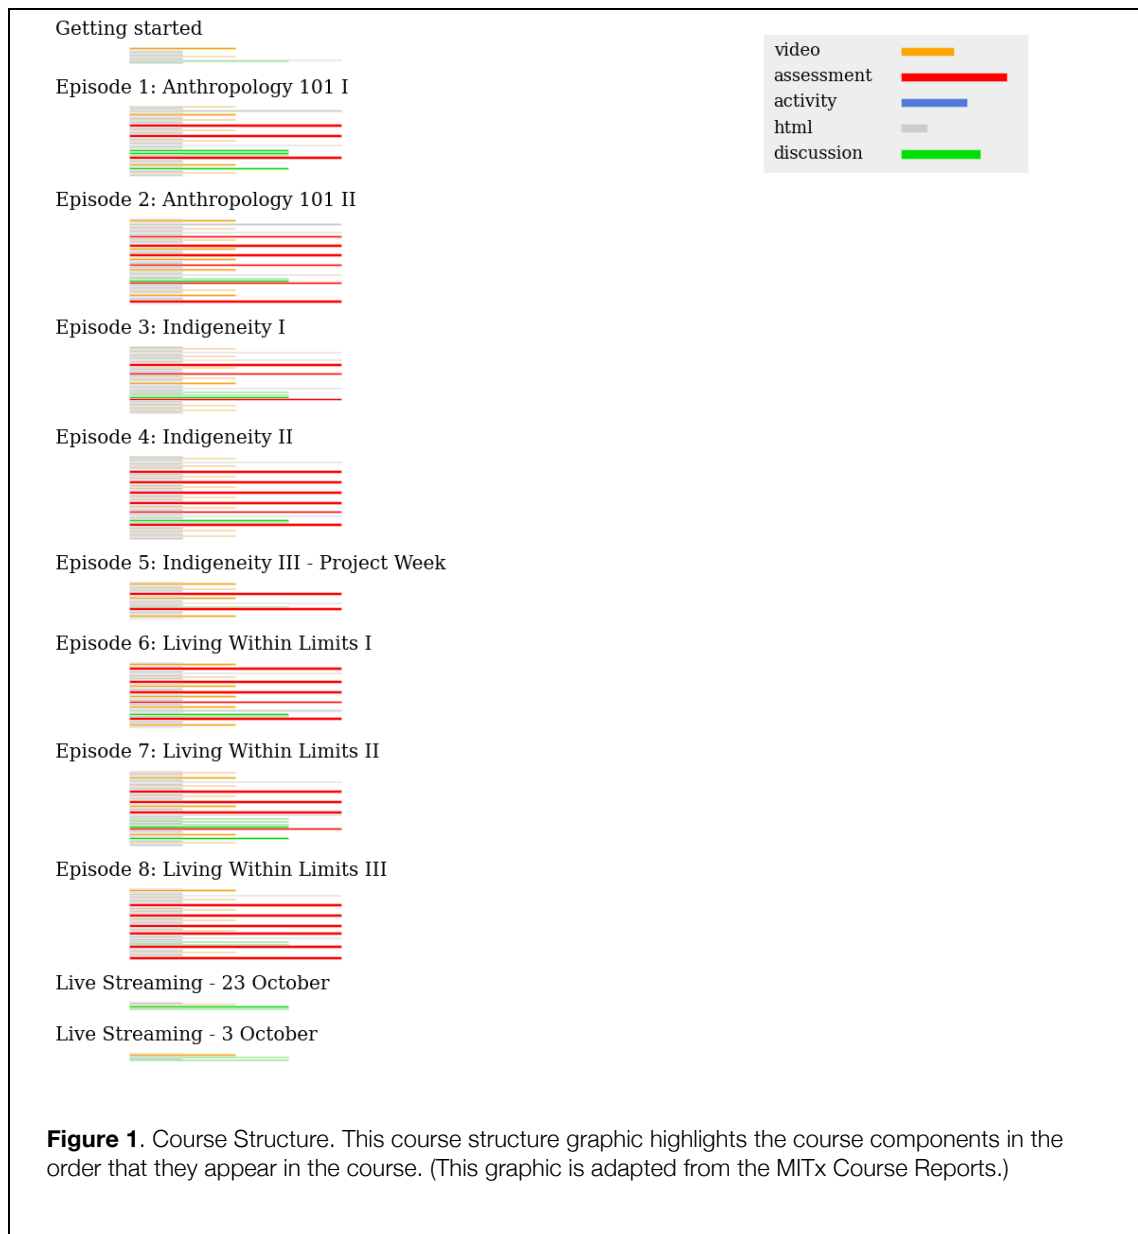 Getting started
video
assessment
activity
html
discussion
Episode 1: Anthropology 101 I
Episode 2: Anthropology 101 II
Episode 3: Indigeneity I
Episode 4: Indigeneity II
Episode 5: Indigeneity III - Project Week
Episode 6: Living Within Limits I
Episode 7: Living Within Limits II
Episode 8: Living Within Limits III
Live Streaming - 23 October
Live Streaming - 3 October
Figure 1. Course Structure. This course structure graphic highlights the course components in the
order that they appear in the course. (This graphic is adapted from the MITx Course Reports.)